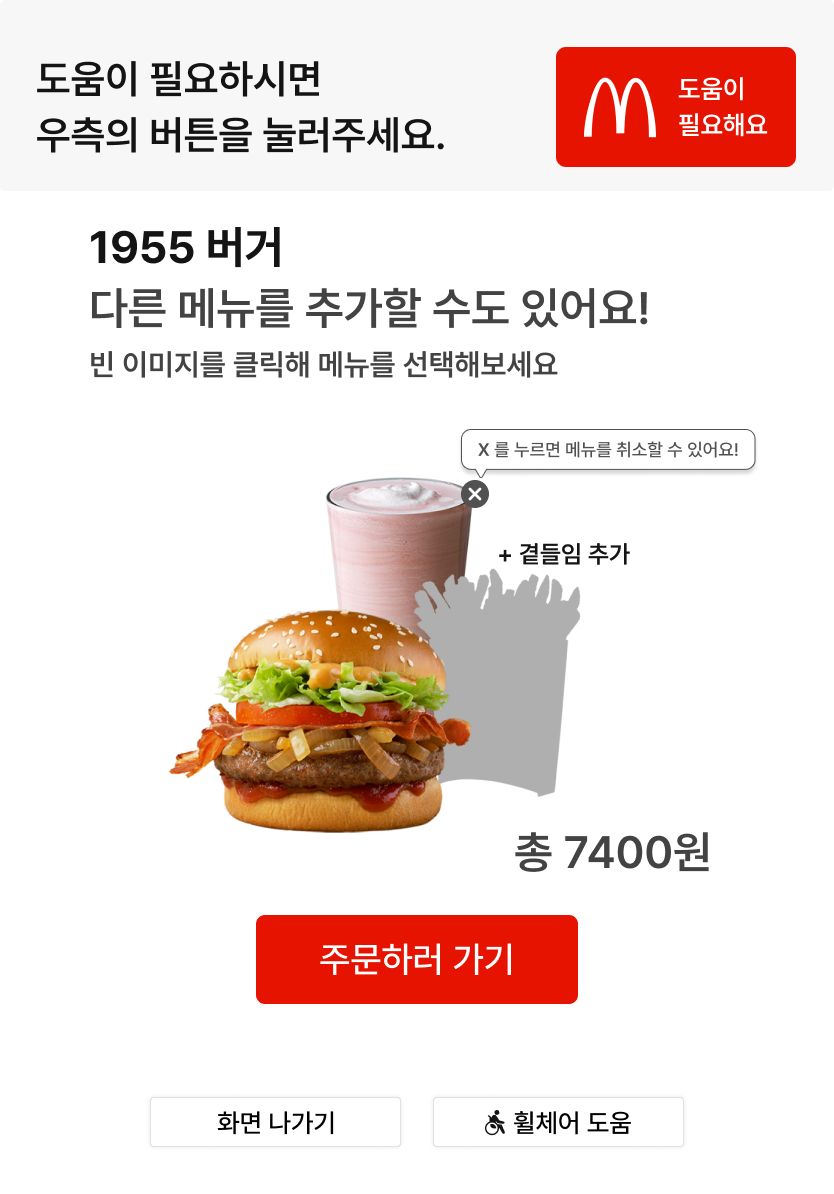 도움이 필요하시면
우측의 버튼을 눌러주세요.
도움이
필요해요
1955 버거
다른 메뉴를 추가할 수도 있어요!
빈 이미지를 클릭해 메뉴를 선택해보세요
X 를 누르면 메뉴를 취소할 수 있어요!
+ 곁들임 추가
총 7400원
주문하러 가기
화면 나가기
휠체어 도움